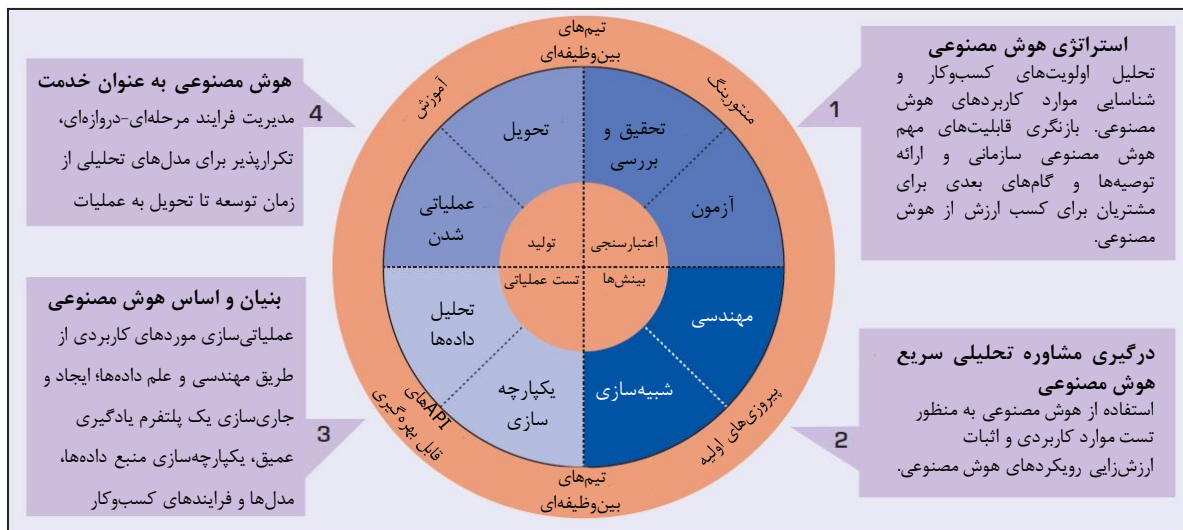 استراتژی هوش مصنوعی
تحلیل اولویت‌های کسب‌وکار و
شناسایی موارد کاربردهای هوش
مصنوعی. بازنگری قابلیت‌های مهم
هوش مصنوعی سازمانی و ارائه
توصیه‌ها و گام‌های بعدی برای
مشتریان برای کسب ارزش از هوش
مصنوعی.
1
درگیری مشاوره تحلیلی سریع
هوش مصنوعی
استفاده از هوش مصنوعی به منظور
تست موارد کاربردی و اثبات
ارزش‌زایی رویکردهای هوش مصنوعی.
2
بنیان و اساس هوش مصنوعی
عملیاتی‌سازی موردهای کاربردی از
طریق مهندسی و علم داده‌ها؛ ایجاد و
جاری‌سازی یک پلتفرم یادگیری
عمیق، یکپارچه‌سازی منبع داده‌ها،
مدل‌ها و فرایندهای کسب‌وکار
3
هوش مصنوعی به عنوان خدمت
مدیریت فرایند مرحله‌ای-دروازه‌ای،
تکرارپذیر برای مدل‌های تحلیلی از
زمان توسعه تا تحویل به عملیات
4
تیم‌های
بین‌وظیفه‌ای
منتورینگ
پیروزی‌های اولیه
تیم‌های
بین‌وظیفه‌ای
APIهای
قابل بهره‌گیری
آموزش
تحقیق و
بررسی
آزمون
مهندسی
شبیه‌سازی
یکپارچه
سازی
تحلیل
داده‌ها
عملیاتی
شدن
تحویل
اعتبارسنجی
بینش‌ها
تست عملیاتی
تولید